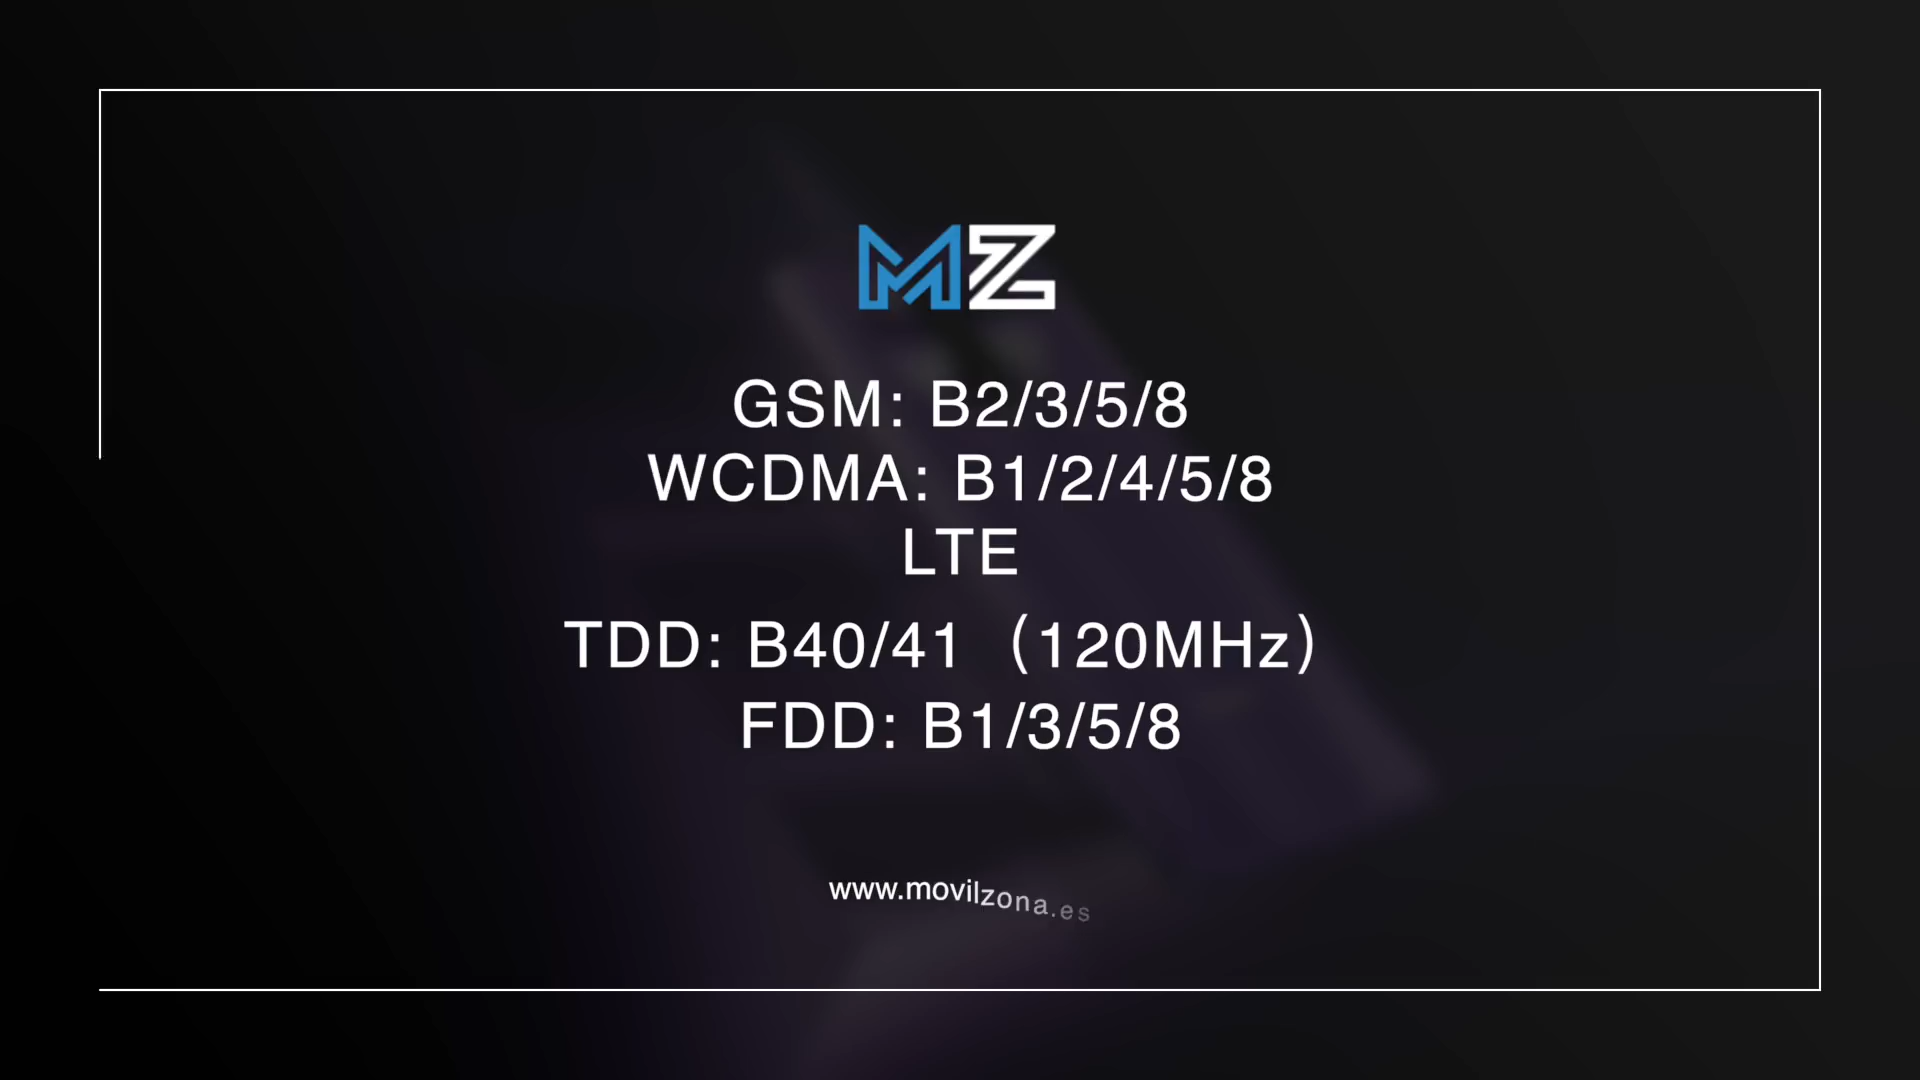 MZ
GSM: B2/3/5/8
WCDMA: B1/2/4/5/8
LTE
TDD: B40/41（120MHz）
FDD: B1/3/5/8
www.movilzona.es